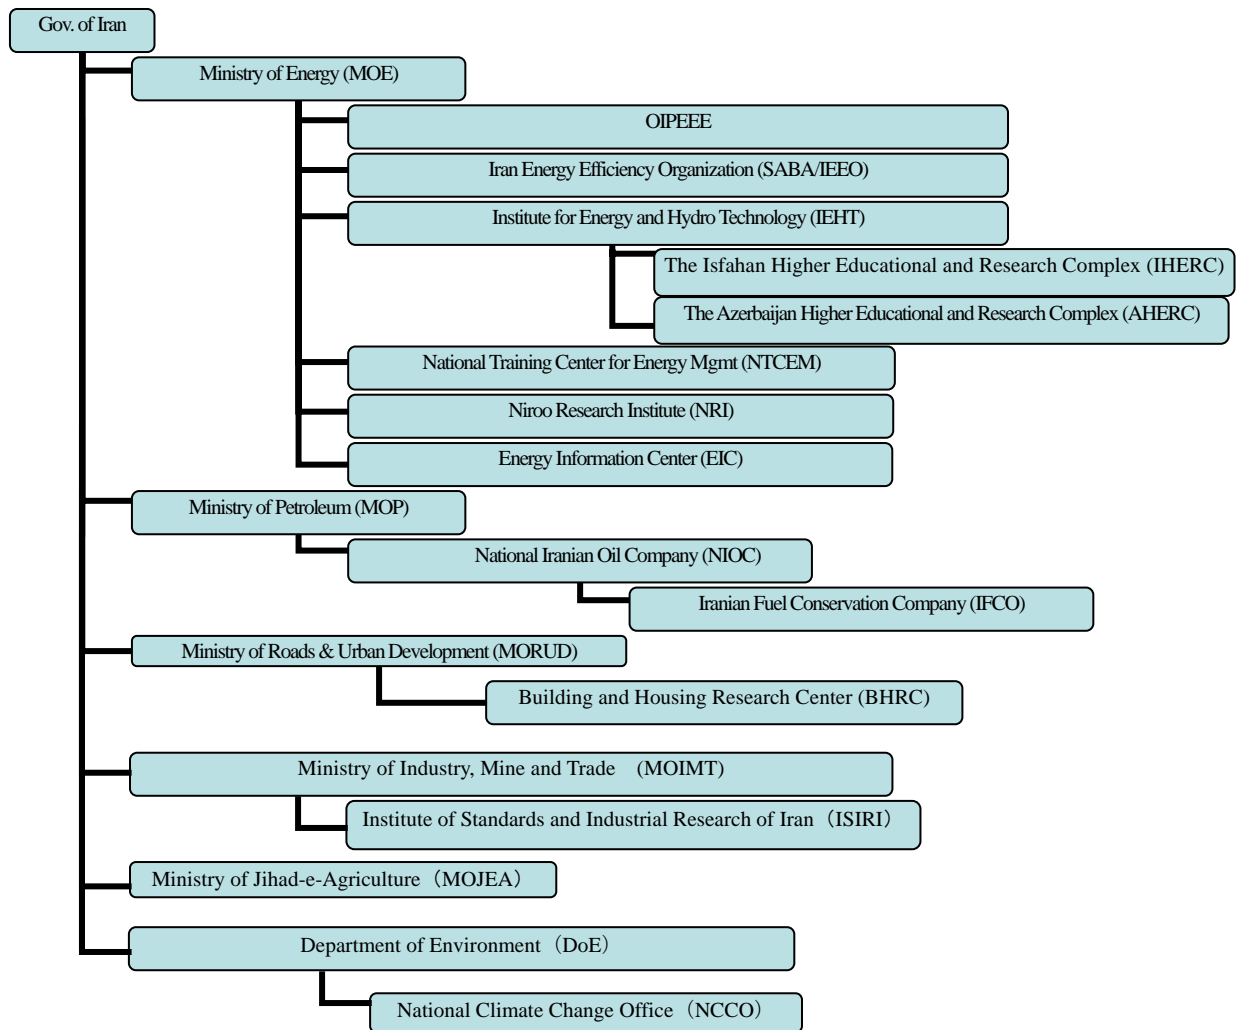 Gov. of Iran
Ministry of Energy (MOE)
OIPEEE
Iran Energy Efficiency Organization (SABA/IEEO)
Institute for Energy and Hydro Technology (IEHT)
The Isfahan Higher Educational and Research Complex (IHERC)
The Azerbaijan Higher Educational and Research Complex (AHERC)
National Training Center for Energy Mgmt (NTCEM)
Niroo Research Institute (NRI)
Energy Information Center (EIC)
Ministry of Petroleum (MOP)
National Iranian Oil Company (NIOC)
Iranian Fuel Conservation Company (IFCO)
Ministry of Roads & Urban Development (MORUD)
Building and Housing Research Center (BHRC)
Ministry of Industry, Mine and Trade (MOIMT)
Institute of Standards and Industrial Research of Iran（ISIRI）
Ministry of Jihad-e-Agriculture（MOJEA）
Department of Environment（DoE）
National Climate Change Office（NCCO）